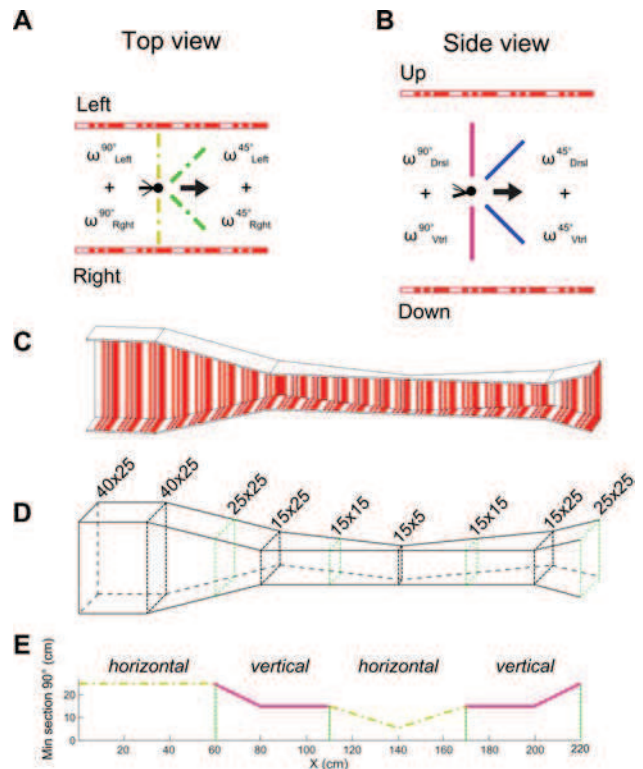 A
Top view
Left
ω90°Left
ω45°Left
+
+
ω90°Rght
ω45°Rght
Right
B
Side view
Up
ω90°Drsl
ω45°Drsl
+
+
ω90°Vtrl
ω45°Vtrl
Down
C
D
40x25
40x25
25x25
15x25
15x15
15x5
15x15
15x25
25x25
E
horizontal
vertical
horizontal
vertical
Min section 90° (cm)
20
10
0
20
40
60
80
100
120
140
160
180
200
220
X (cm)